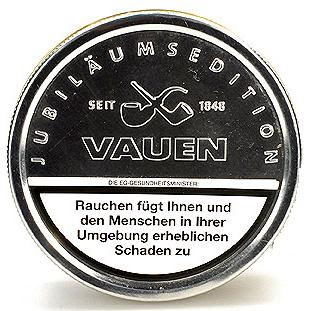 JUBILÄUMSEDITION
SEIT 1848
VAUEN
DIE EG-GESUNDHEITSMINISTER:
Rauchen fügt Ihnen und
den Menschen in Ihrer
Umgebung erheblichen
Schaden zu